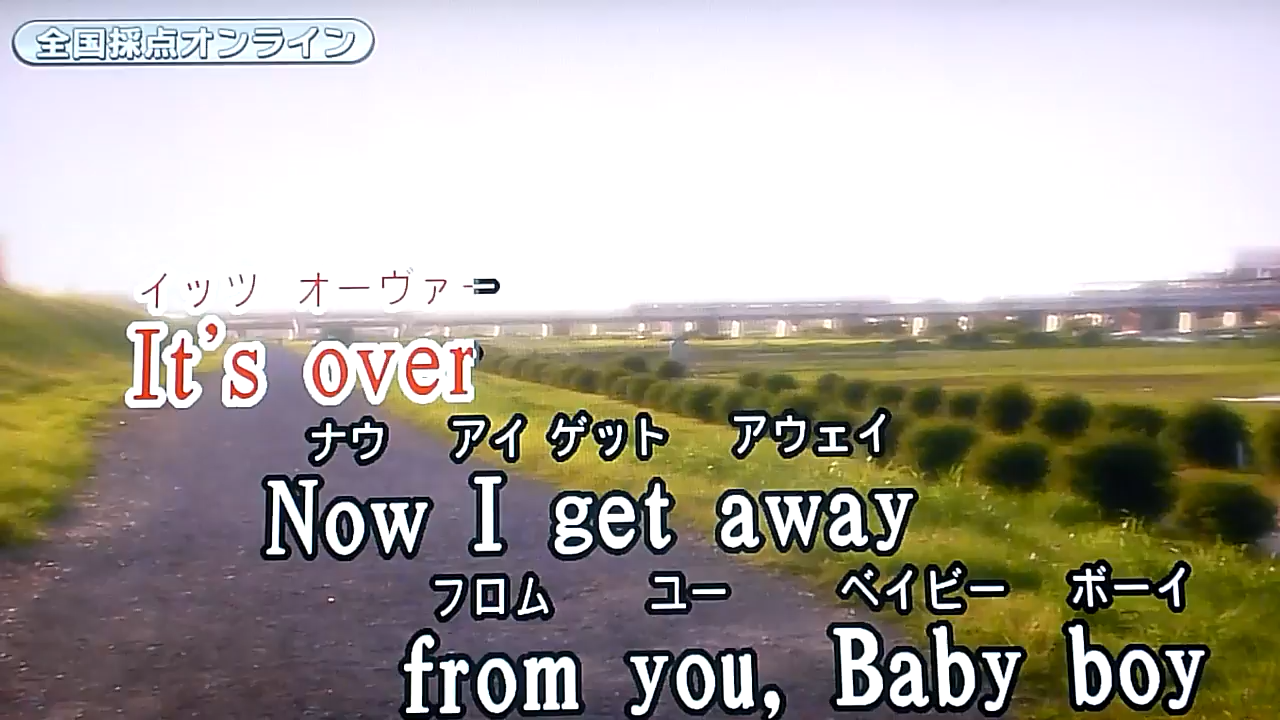 全国採点オンライン
イッツ オーヴァー
It's over
ナウ アイ ゲット アウェイ
Now I get away
フロム ユー ベイビー ボーイ
from you, Baby boy